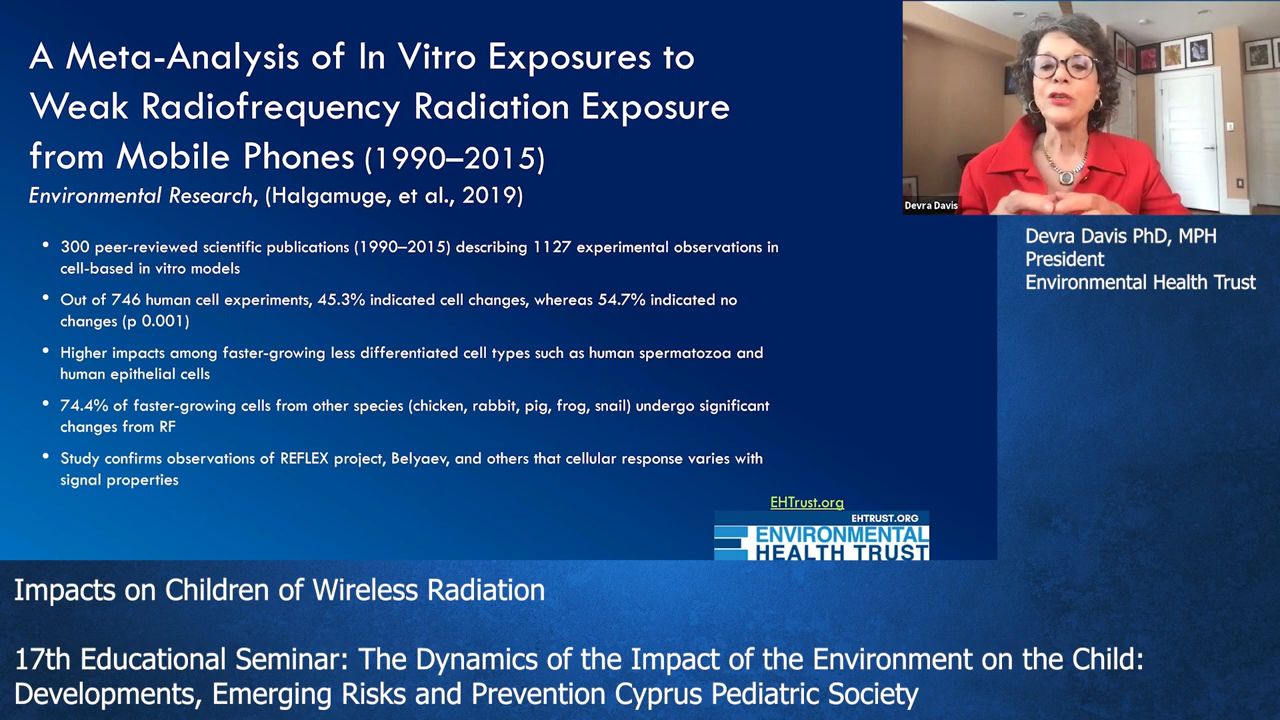 A Meta-Analysis of In Vitro Exposures to
Weak Radiofrequency Radiation Exposure
from Mobile Phones (1990–2015)
Environmental Research, (Halgamuge, et al., 2019)
• 300 peer-reviewed scientific publications (1990–2015) describing 1127 experimental observations in
cell-based in vitro models
• Out of 746 human cell experiments, 45.3% indicated cell changes, whereas 54.7% indicated no
changes (p 0.001)
• Higher impacts among faster-growing less differentiated cell types such as human spermatozoa and
human epithelial cells
• 74.4% of faster-growing cells from other species (chicken, rabbit, pig, frog, snail) undergo significant
changes from RF
• Study confirms observations of REFLEX project, Belyaev, and others that cellular response varies with
signal properties
EHTrust.org
EHTRUST.ORG
ENVIRONMENTAL
HEALTH TRUST
Devra Davis
Devra Davis PhD, MPH
President
Environmental Health Trust
Impacts on Children of Wireless Radiation
17th Educational Seminar: The Dynamics of the Impact of the Environment on the Child:
Developments, Emerging Risks and Prevention Cyprus Pediatric Society